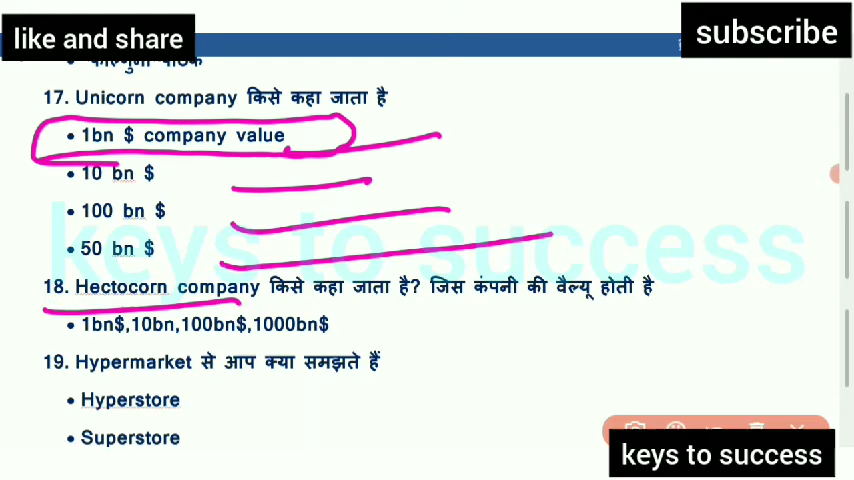 like and share
subscribe
17. Unicorn company किसे कहा जाता है
• 1bn $ company value
• 10 bn $
• 100 bn $
• 50 bn $
keys to success
18. Hectocorn company किसे कहा जाता है? जिस कंपनी की वैल्यू होती है
• 1bn$,10bn,100bn$,1000bn$
19. Hypermarket से आप क्या समझते हैं
• Hyperstore
• Superstore
keys to success